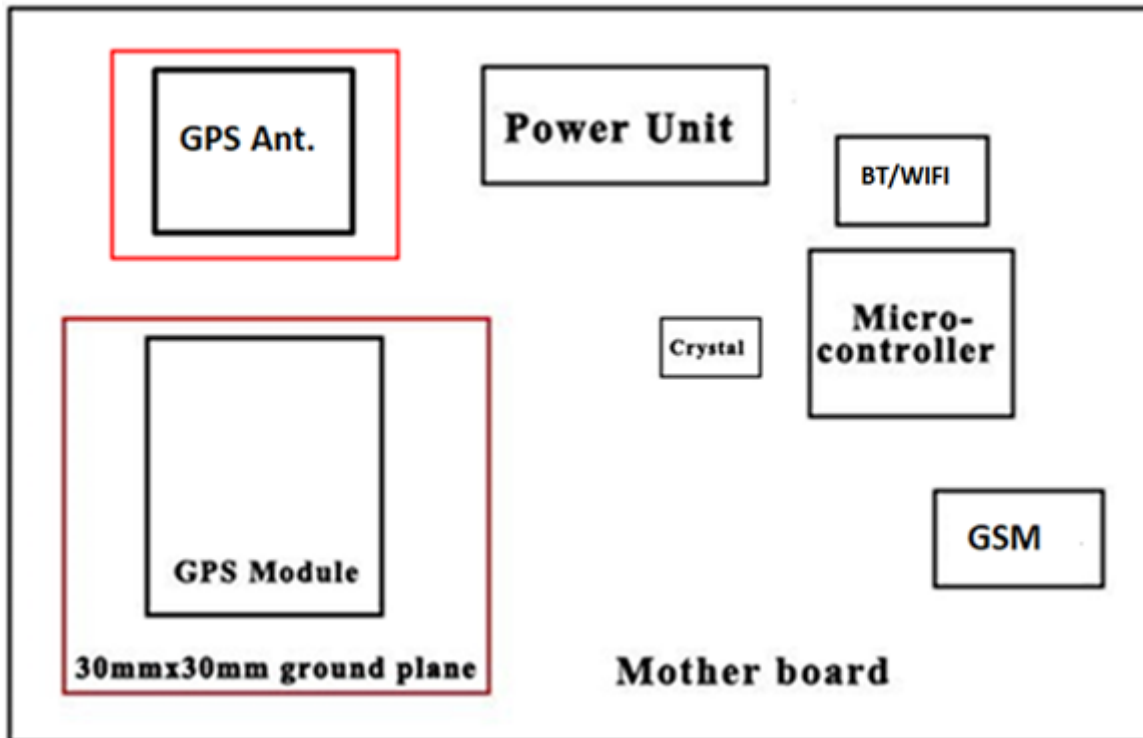 GPS Ant.
Power Unit
BT/WIFI
Micro-
controller
Crystal
GSM
GPS Module
30mmx30mm ground plane
Mother board